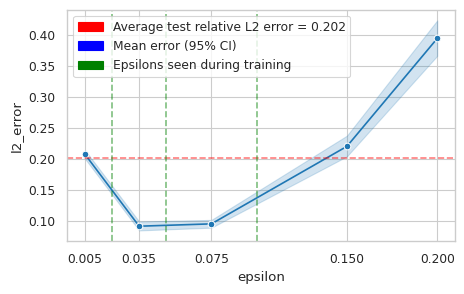 Average test relative L2 error = 0.202
Mean error (95% CI)
Epsilons seen during training
0.40
0.35
0.30
0.25
0.20
0.15
0.10
l2_error
0.005 0.035 0.075 0.150 0.200
epsilon